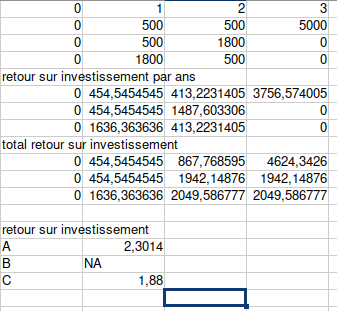 0 1 2 3
0 500 500 5000
0 500 1800 0
0 1800 500 0
retour sur investissement par ans
0 454,5454545 413,2231405 3756,574005
0 454,5454545 1487,603306 0
0 1636,363636 413,2231405 0
total retour sur investissement
0 454,5454545 867,768595 4624,3426
0 454,5454545 1942,14876 1942,14876
0 1636,363636 2049,586777 2049,586777
retour sur investissement
A 2,3014
B NA
C 1,88